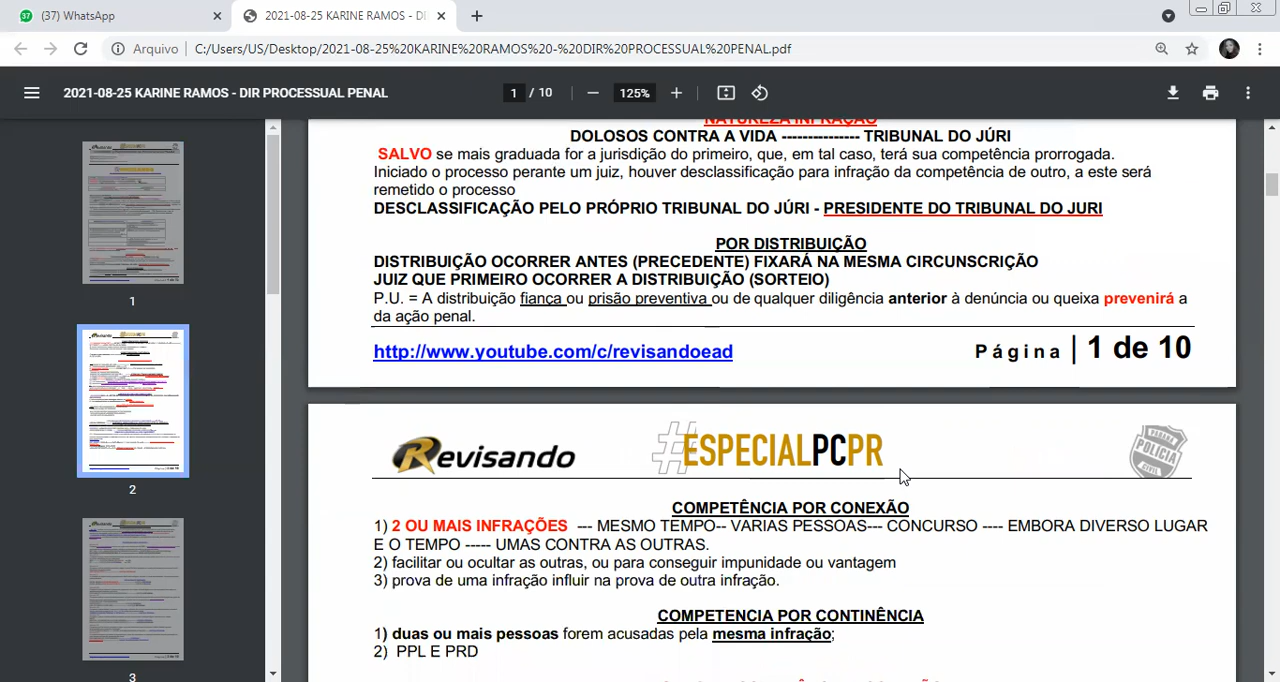 (37) WhatsApp
2021-08-25 KARINE RAMOS - DI
Arquivo
C:/Users/US/Desktop/2021-08-25%20KARINE%20RAMOS%20-%20DIR%20PROCESSUAL%20PENAL.pdf
2021-08-25 KARINE RAMOS - DIR PROCESSUAL PENAL
1 / 10
125%
1
2
3
NATUREZA INFRAÇÃO
DOLOSOS CONTRA A VIDA --------------- TRIBUNAL DO JÚRI
SALVO se mais graduada for a jurisdição do primeiro, que, em tal caso, terá sua competência prorrogada.
Iniciado o processo perante um juiz, houver desclassificação para infração da competência de outro, a este será
remetido o processo
DESCLASSIFICAÇÃO PELO PRÓPRIO TRIBUNAL DO JÚRI - PRESIDENTE DO TRIBUNAL DO JURI
POR DISTRIBUIÇÃO
DISTRIBUIÇÃO OCORRER ANTES (PRECEDENTE) FIXARÁ NA MESMA CIRCUNSCRIÇÃO
JUIZ QUE PRIMEIRO OCORRER A DISTRIBUIÇÃO (SORTEIO)
P.U. = A distribuição fiança ou prisão preventiva ou de qualquer diligência anterior à denúncia ou queixa prevenirá a
da ação penal.
http://www.youtube.com/c/revisandoead
Página | 1 de 10
Revisando
#ESPECIALPCPR
PARANÁ
POLÍCIA
CIVIL
COMPETÊNCIA POR CONEXÃO
1) 2 OU MAIS INFRAÇÕES --- MESMO TEMPO-- VARIAS PESSOAS--- CONCURSO ---- EMBORA DIVERSO LUGAR
E O TEMPO ----- UMAS CONTRA AS OUTRAS.
2) facilitar ou ocultar as outras, ou para conseguir impunidade ou vantagem
3) prova de uma infração influir na prova de outra infração.
COMPETENCIA POR CONTINÊNCIA
1) duas ou mais pessoas forem acusadas pela mesma infração;
2) PPL E PRD